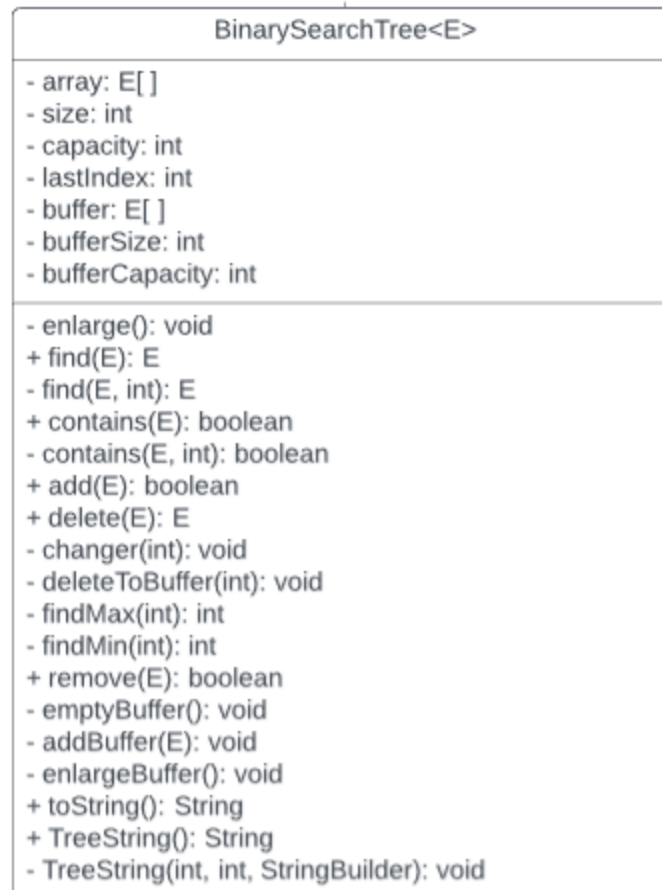 BinarySearchTree<E>
- array: E[ ]
- size: int
- capacity: int
- lastIndex: int
- buffer: E[ ]
- bufferSize: int
- bufferCapacity: int
- enlarge(): void
+ find(E): E
- find(E, int): E
+ contains(E): boolean
- contains(E, int): boolean
+ add(E): boolean
+ delete(E): E
- changer(int): void
- deleteToBuffer(int): void
- findMax(int): int
- findMin(int): int
+ remove(E): boolean
- emptyBuffer(): void
- addBuffer(E): void
- enlargeBuffer(): void
+ toString(): String
+ TreeString(): String
- TreeString(int, int, StringBuilder): void